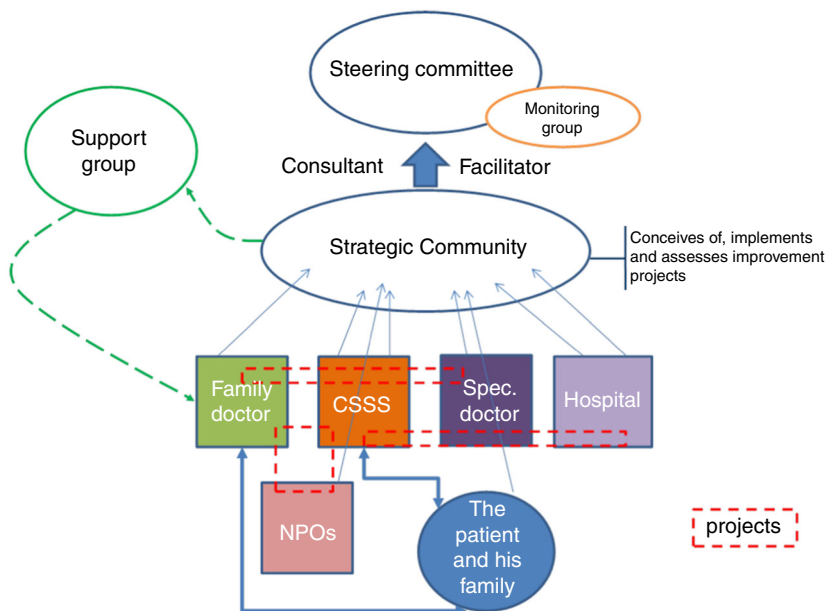 Steering committee
Monitoring
group
Support
group
Consultant
Facilitator
Strategic Community
Conceives of, implements
and assesses improvement
projects
Family
doctor
CSSS
Spec.
doctor
Hospital
NPOs
The
patient
and his
family
projects